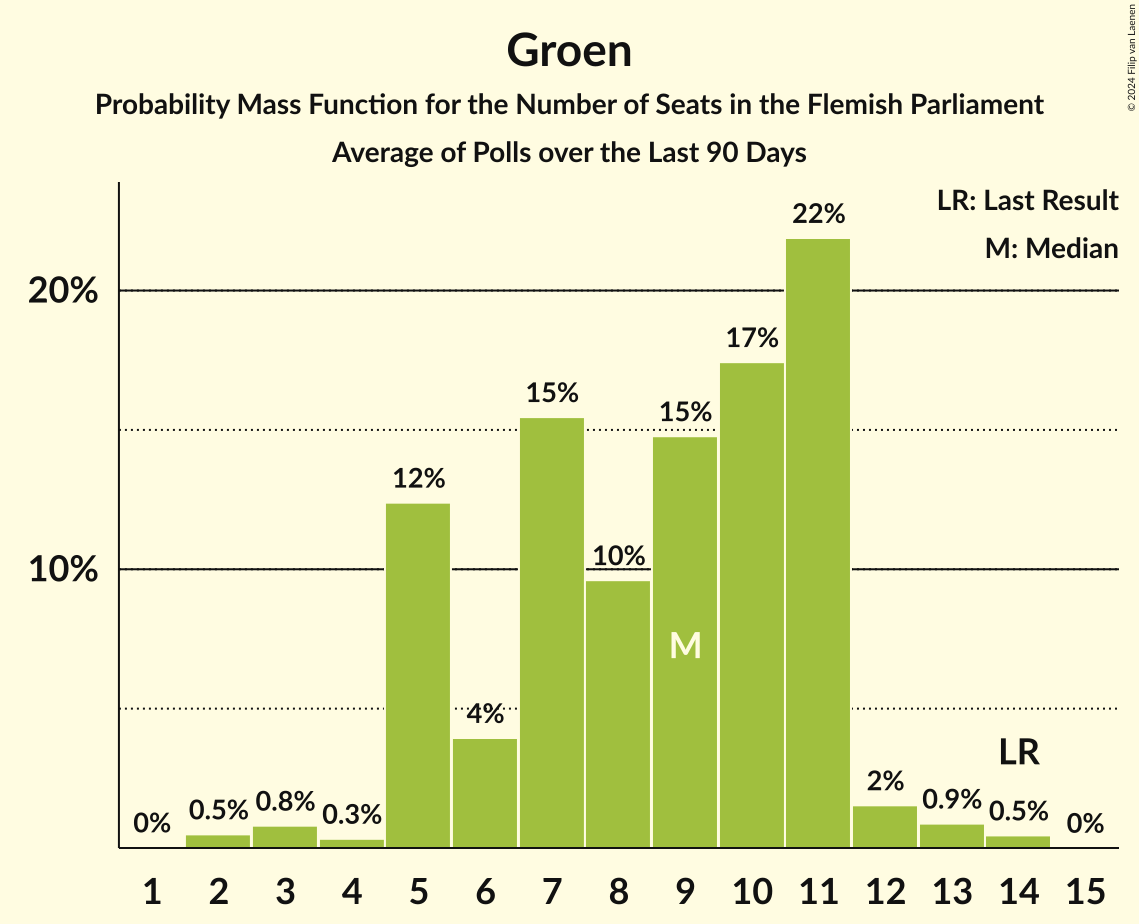 Groen
Probability Mass Function for the Number of Seats in the Flemish Parliament
Average of Polls over the Last 90 Days
© 2024 Filip van Laenen
LR: Last Result
M: Median
20%
10%
0%
0.5%
0.8%
0.3%
12%
4%
15%
10%
15%
17%
22%
2%
0.9%
0.5%
0%
M
LR
1 2 3 4 5 6 7 8 9 10 11 12 13 14 15